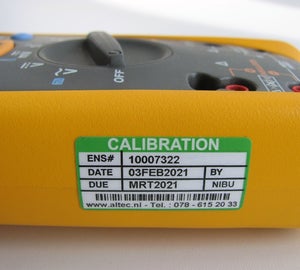 OFF
CALIBRATION
ENS# 10007322
DATE 03FEB2021 BY
DUE MRT2021 NIBU
www.altec.nl - Tel. : 078 - 615 20 33